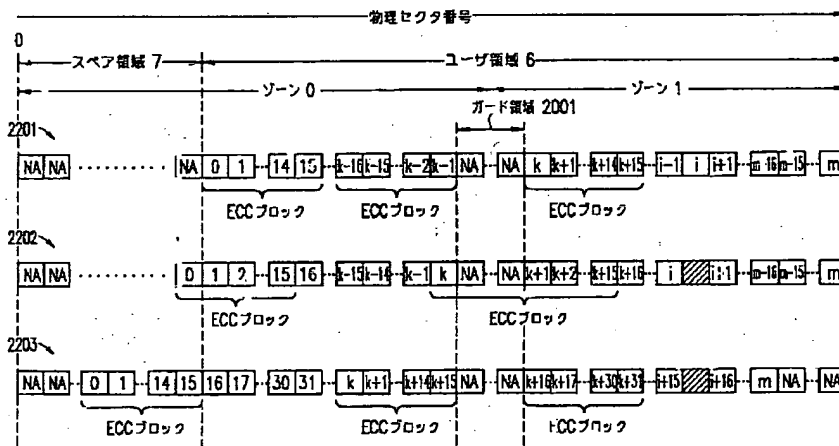 物理セクタ番号
0
スペア領域 7 ユーザ領域 6
ゾーン 0 ゾーン 1
ガード領域 2001
2201
NA NA NA 0 1 14 15 k-16 k-15 k-2 k-1 NA NA k k+1 k+14 k+15 i-1 i i+1 m-16 m-15 m
ECCブロック ECCブロック ECCブロック
2202
NA NA 0 1 2 15 16 k-15 k-14 k-1 k NA NA k+1 k+2 k+15 k+16 i i+1 m-16 m-15 m
ECCブロック ECCブロック
2203
NA NA 0 1 14 15 16 17 30 31 k k+1 k+14 k+15 NA NA k+16 k+17 k+30 k+31 i+15 i+16 m NA NA
ECCブロック ECCブロック ECCブロック